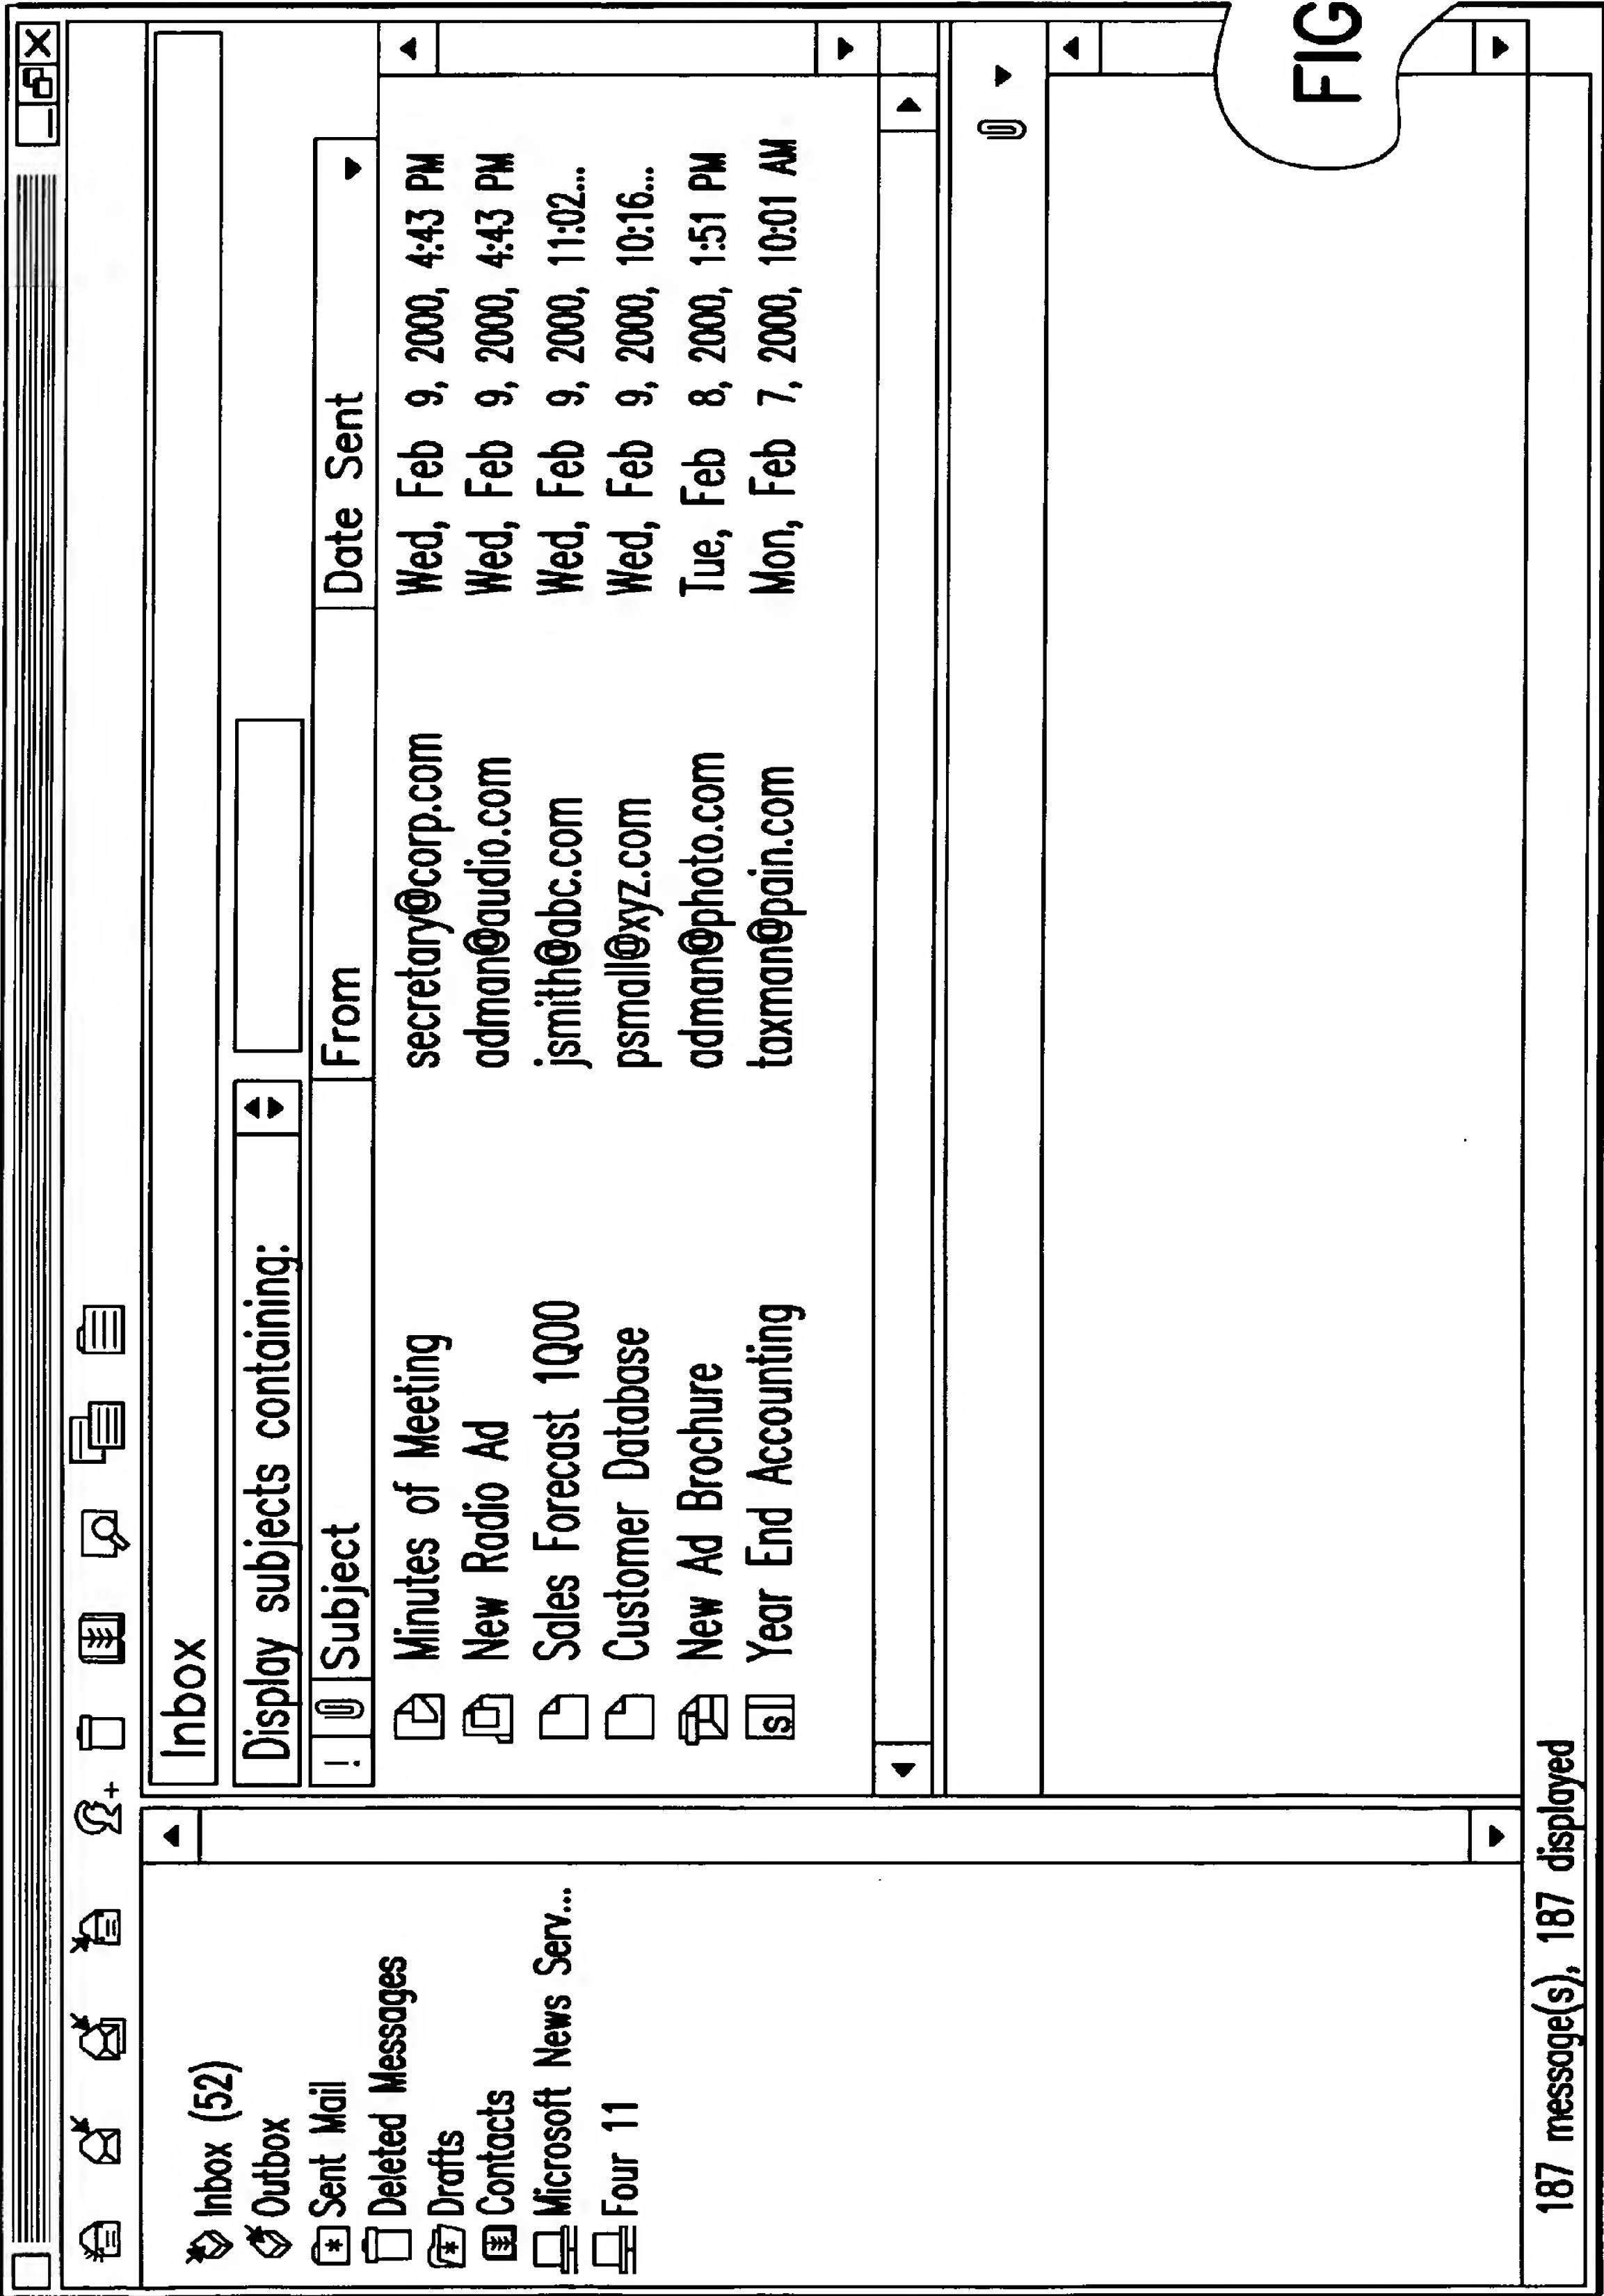 Inbox (52)
Outbox
Sent Mail
Deleted Messages
Drafts
Contacts
Microsoft News Serv...
Four 11
Inbox
Display subjects containing:
! Subject From Date Sent
Minutes of Meeting secretary@corp.com Wed, Feb 9, 2000, 4:43 PM
New Radio Ad adman@audio.com Wed, Feb 9, 2000, 4:43 PM
Sales Forecast 1Q00 jsmith@abc.com Wed, Feb 9, 2000, 11:02...
Customer Database psmall@xyz.com Wed, Feb 9, 2000, 10:16...
New Ad Brochure adman@photo.com Tue, Feb 8, 2000, 1:51 PM
Year End Accounting taxman@pain.com Mon, Feb 7, 2000, 10:01 AM
187 message(s), 187 displayed
FIG